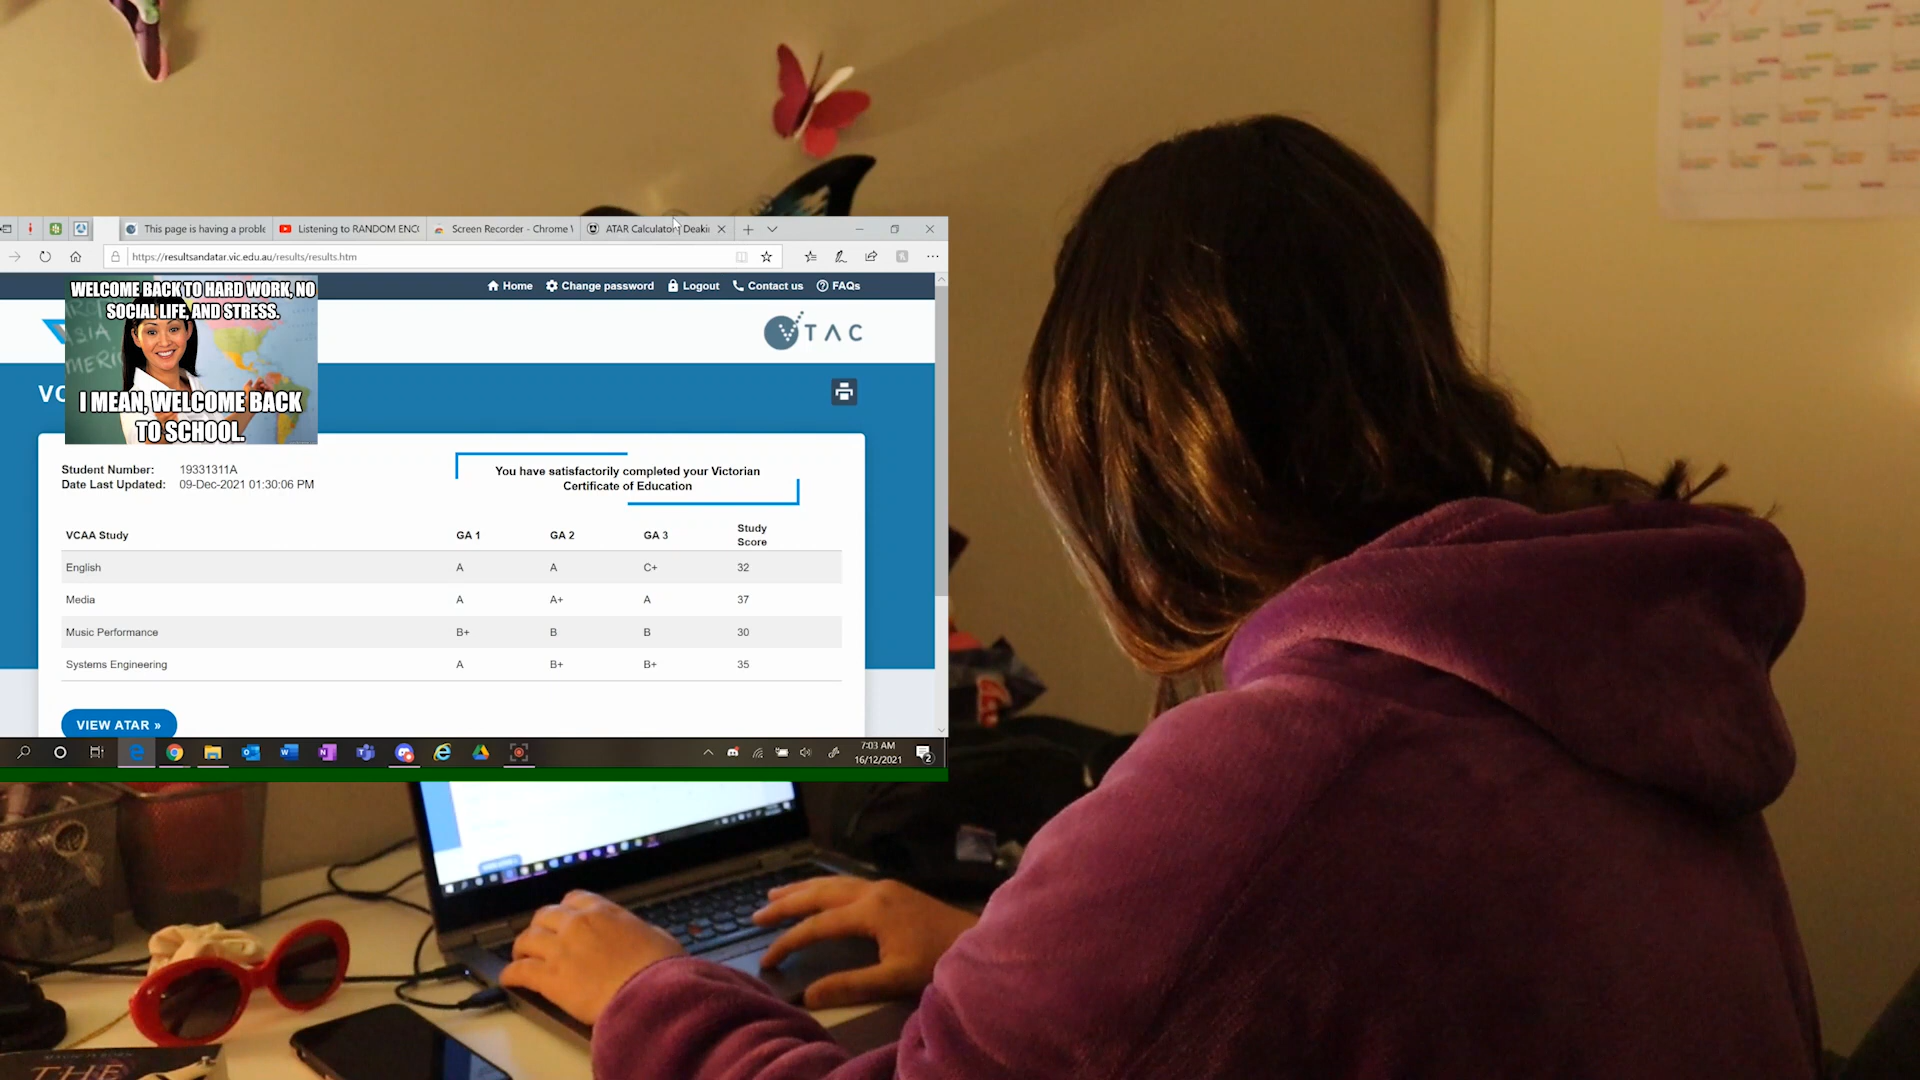 This page is having a proble
Listening to RANDOM ENC
Screen Recorder - Chrome W
ATAR Calculator | Deakin
https://resultsandatar.vic.edu.au/results/results.htm
Home Change password Logout Contact us FAQs
WELCOME BACK TO HARD WORK, NO
SOCIAL LIFE, AND STRESS.
I MEAN, WELCOME BACK
TO SCHOOL.
VTAC
VC
Student Number: 19331311A
Date Last Updated: 09-Dec-2021 01:30:06 PM
You have satisfactorily completed your Victorian
Certificate of Education
VCAA Study GA 1 GA 2 GA 3 Study Score
English A A C+ 32
Media A A+ A 37
Music Performance B+ B B 30
Systems Engineering A B+ B+ 35
VIEW ATAR »
7:03 AM
16/12/2021
2
THE